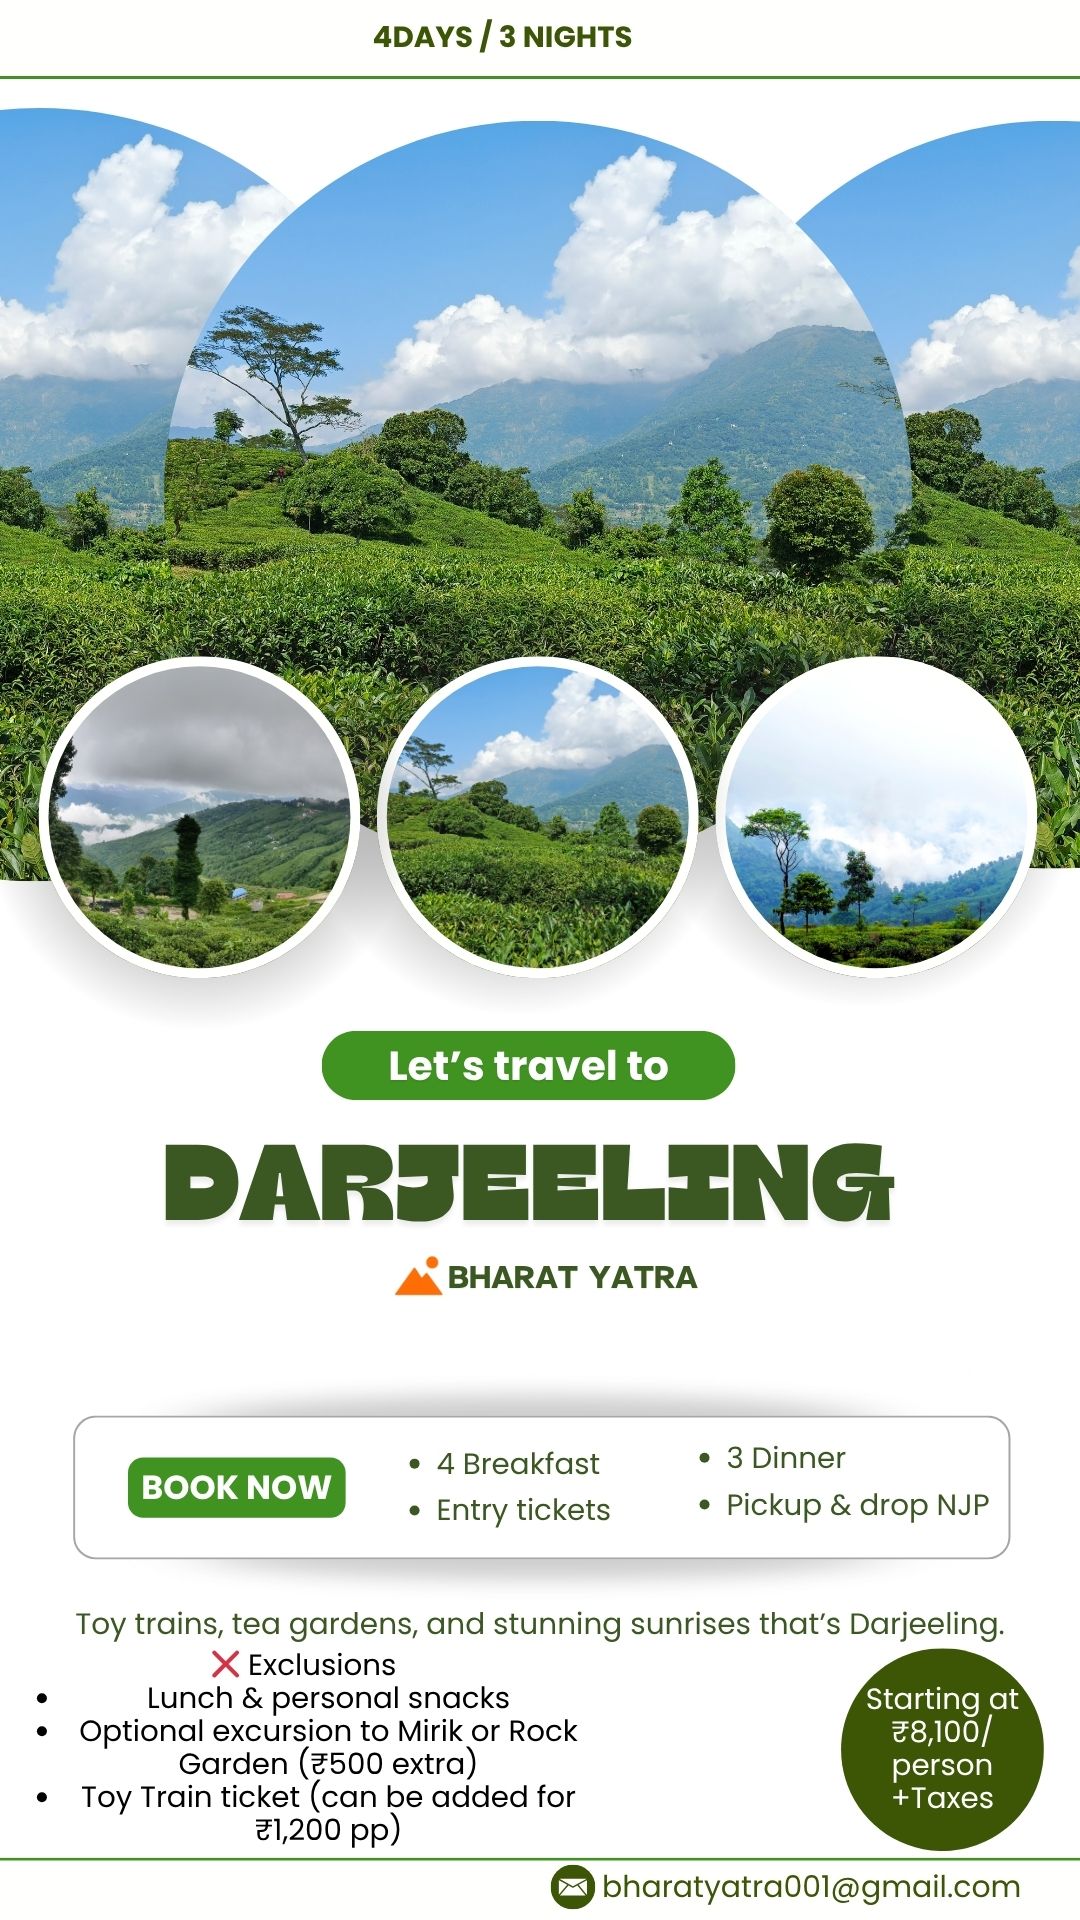 4DAYS / 3 NIGHTS
Let’s travel to
DARJEELING
BHARAT YATRA
BOOK NOW
• 4 Breakfast
• Entry tickets
• 3 Dinner
• Pickup & drop NJP
Toy trains, tea gardens, and stunning sunrises that’s Darjeeling.
❌ Exclusions
• Lunch & personal snacks
• Optional excursion to Mirik or Rock
Garden (₹500 extra)
• Toy Train ticket (can be added for
₹1,200 pp)
Starting at
₹8,100/
person
+Taxes
bharatyatra001@gmail.com